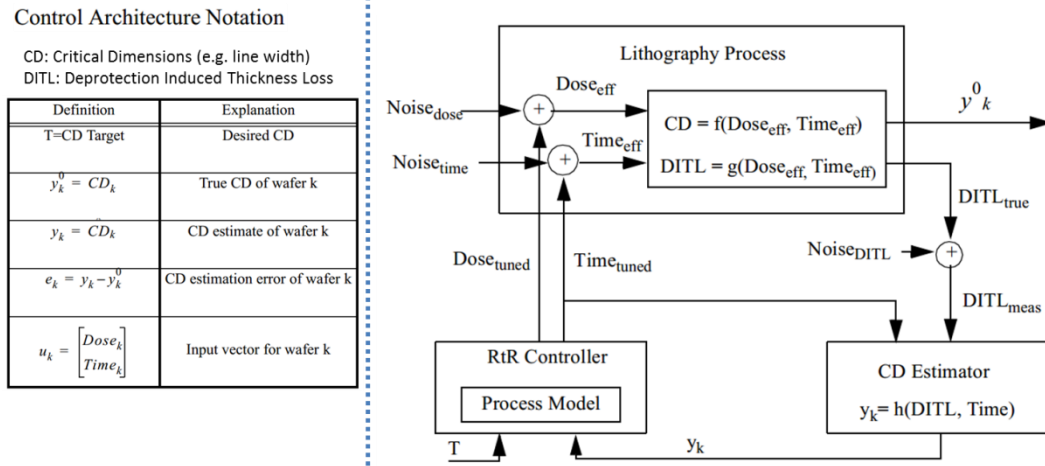 Control Architecture Notation
CD: Critical Dimensions (e.g. line width)
DITL: Deprotection Induced Thickness Loss
Definition Explanation
T=CD Target Desired CD
y⁰ₖ = CDₖ True CD of wafer k
yₖ = CDₖ CD estimate of wafer k
eₖ = yₖ – y⁰ₖ CD estimation error of wafer k
uₖ = [Doseₖ Input vector for wafer k
Timeₖ]
Lithography Process
Noise_dose
+
Dose_eff
Noise_time
+
Time_eff
CD = f(Dose_eff, Time_eff)
DITL = g(Dose_eff, Time_eff)
y⁰ₖ
DITL_true
Noise_DITL
+
DITL_meas
Dose_tuned
Time_tuned
RtR Controller
Process Model
T
yₖ
CD Estimator
yₖ= h(DITL, Time)